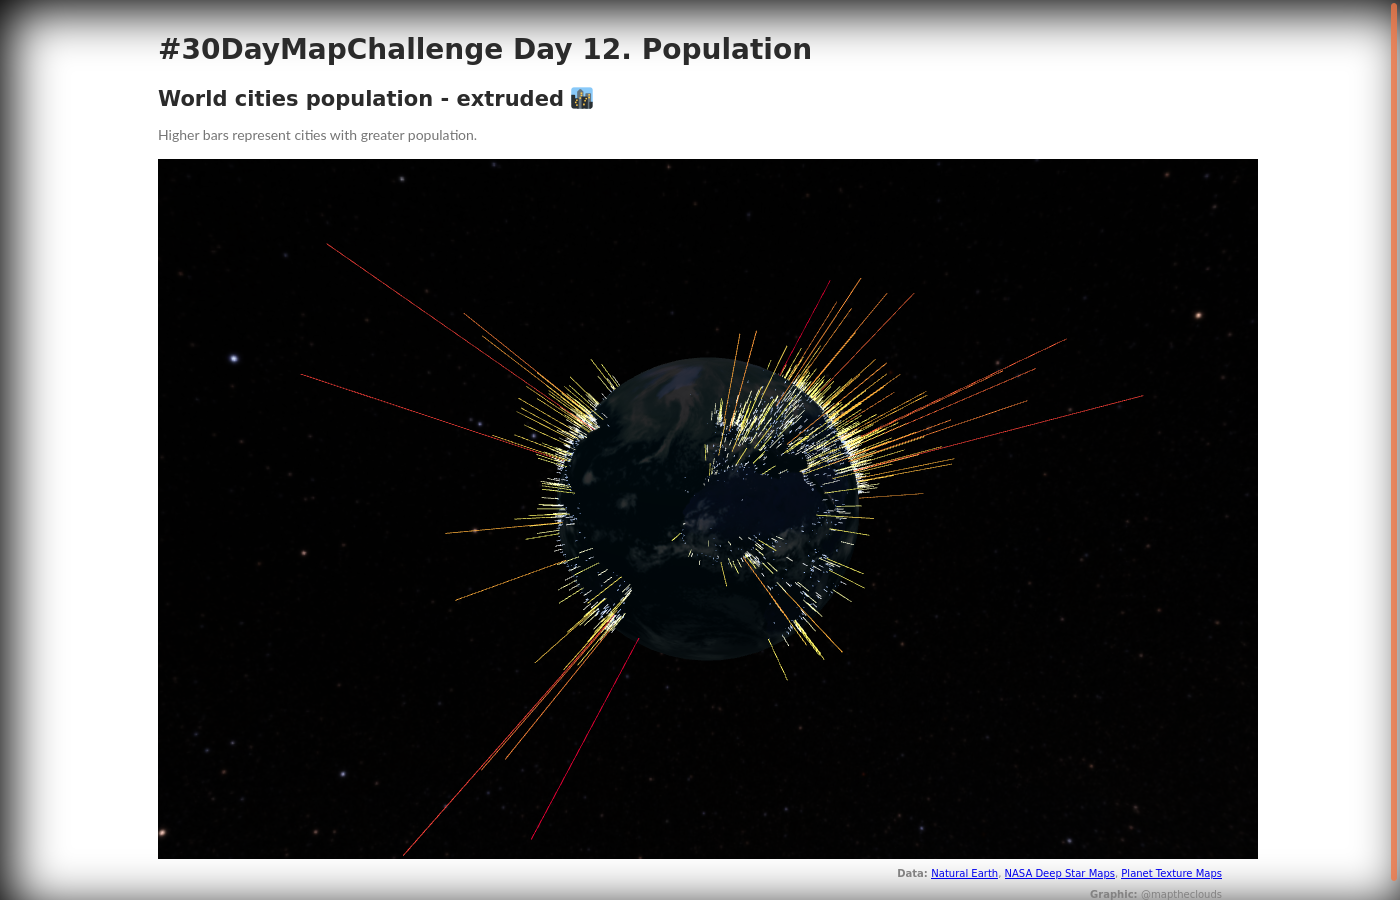 #30DayMapChallenge Day 12. Population
World cities population - extruded 🏙️
Higher bars represent cities with greater population.
Data: Natural Earth, NASA Deep Star Maps, Planet Texture Maps
Graphic: @maptheclouds